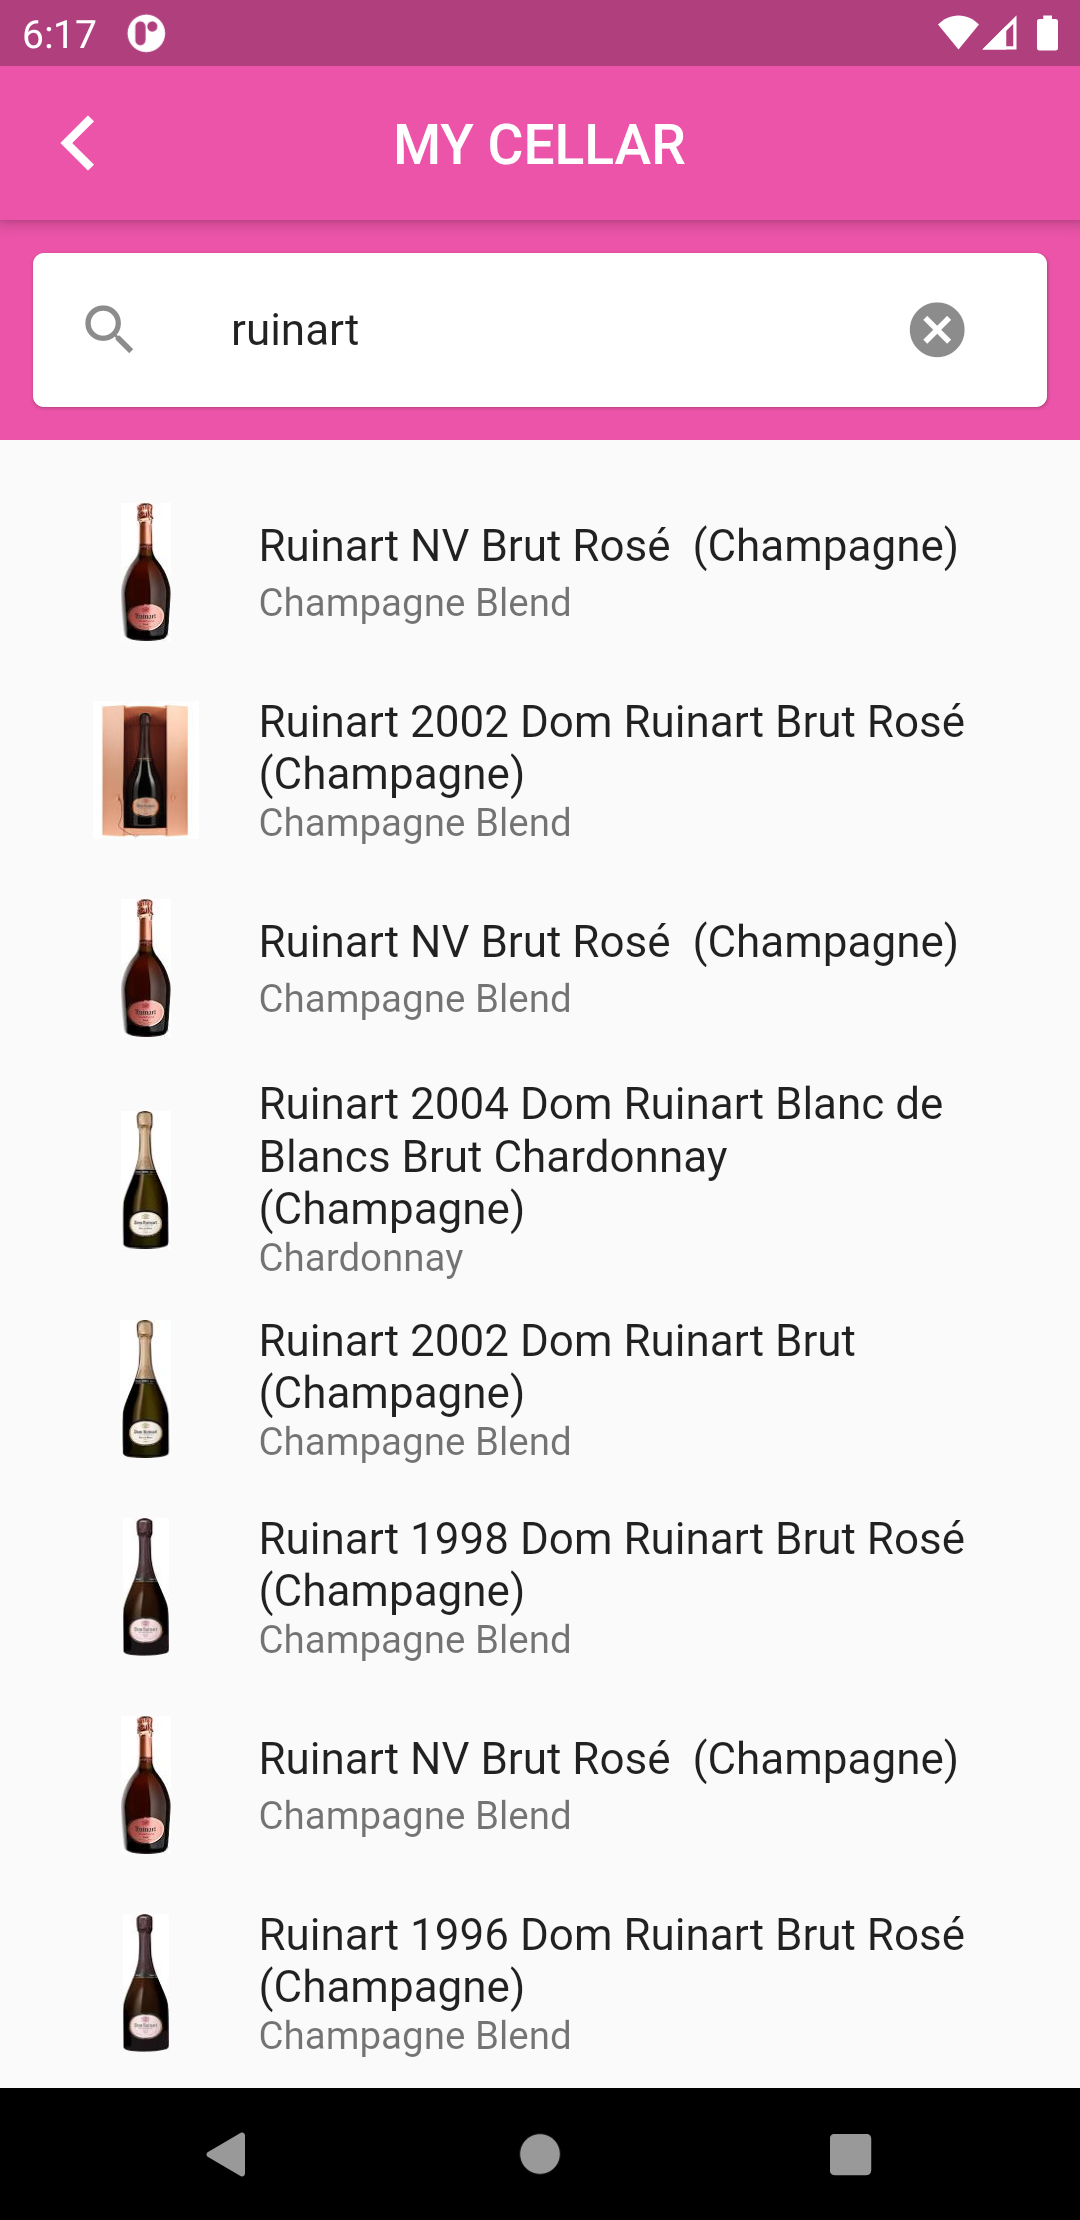 6:17
MY CELLAR
ruinart
Ruinart NV Brut Rosé  (Champagne)
Champagne Blend
Ruinart 2002 Dom Ruinart Brut Rosé
(Champagne)
Champagne Blend
Ruinart NV Brut Rosé  (Champagne)
Champagne Blend
Ruinart 2004 Dom Ruinart Blanc de
Blancs Brut Chardonnay
(Champagne)
Chardonnay
Ruinart 2002 Dom Ruinart Brut
(Champagne)
Champagne Blend
Ruinart 1998 Dom Ruinart Brut Rosé
(Champagne)
Champagne Blend
Ruinart NV Brut Rosé  (Champagne)
Champagne Blend
Ruinart 1996 Dom Ruinart Brut Rosé
(Champagne)
Champagne Blend